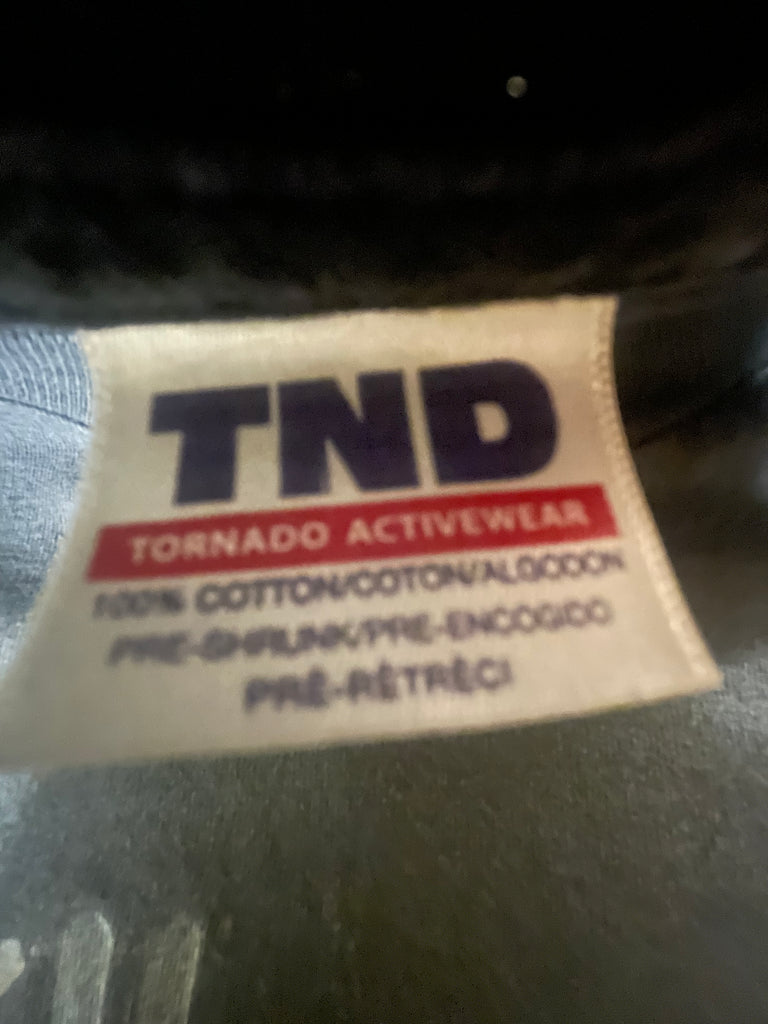 TND
TORNADO ACTIVEWEAR
100% COTTON/COTON/ALGODON
PRE-SHRUNK/PRE-ENCOGIDO
PRÉ-RÉTRÉCI